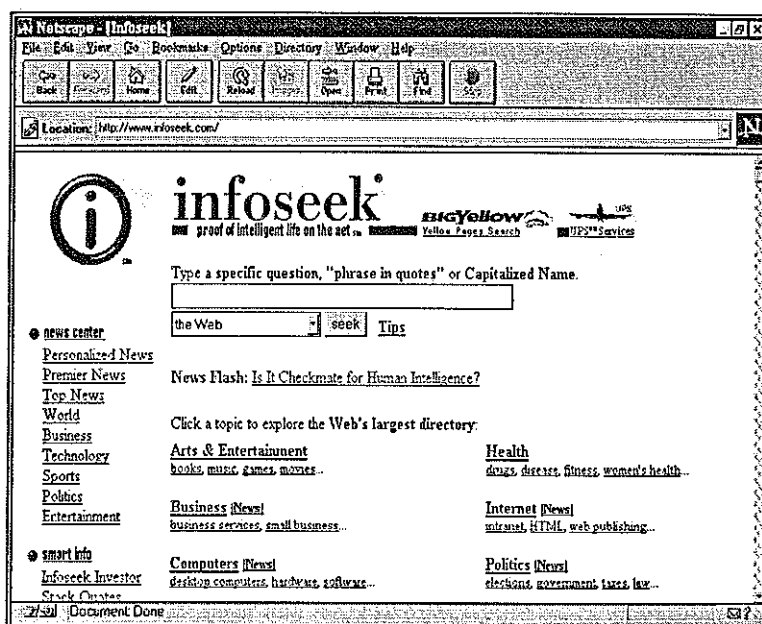 Netscape - [Infoseek]
File Edit View Go Bookmarks Options Directory Window Help
Back Forward Home Edit Reload Images Open Print Find Stop
Location: http://www.infoseek.com/
N
i
infoseek
proof of intelligent life on the net
BigYellow
Yellow Pages Search
UPS
UPS Services
Type a specific question, "phrase in quotes" or Capitalized Name.
the Web seek Tips
news center
Personalized News
Premier News
Top News
World
Business
Technology
Sports
Politics
Entertainment
smart info
Infoseek Investor
Stock Quotes
News Flash: Is It Checkmate for Human Intelligence?
Click a topic to explore the Web's largest directory:
Arts & Entertainment
books, music, games, movies...
Health
drugs, disease, fitness, women's health...
Business [News]
business services, small business...
Internet [News]
intranet, HTML, web publishing...
Computers [News]
desktop computers, hardware, software...
Politics [News]
elections, government, taxes, law...
Document: Done